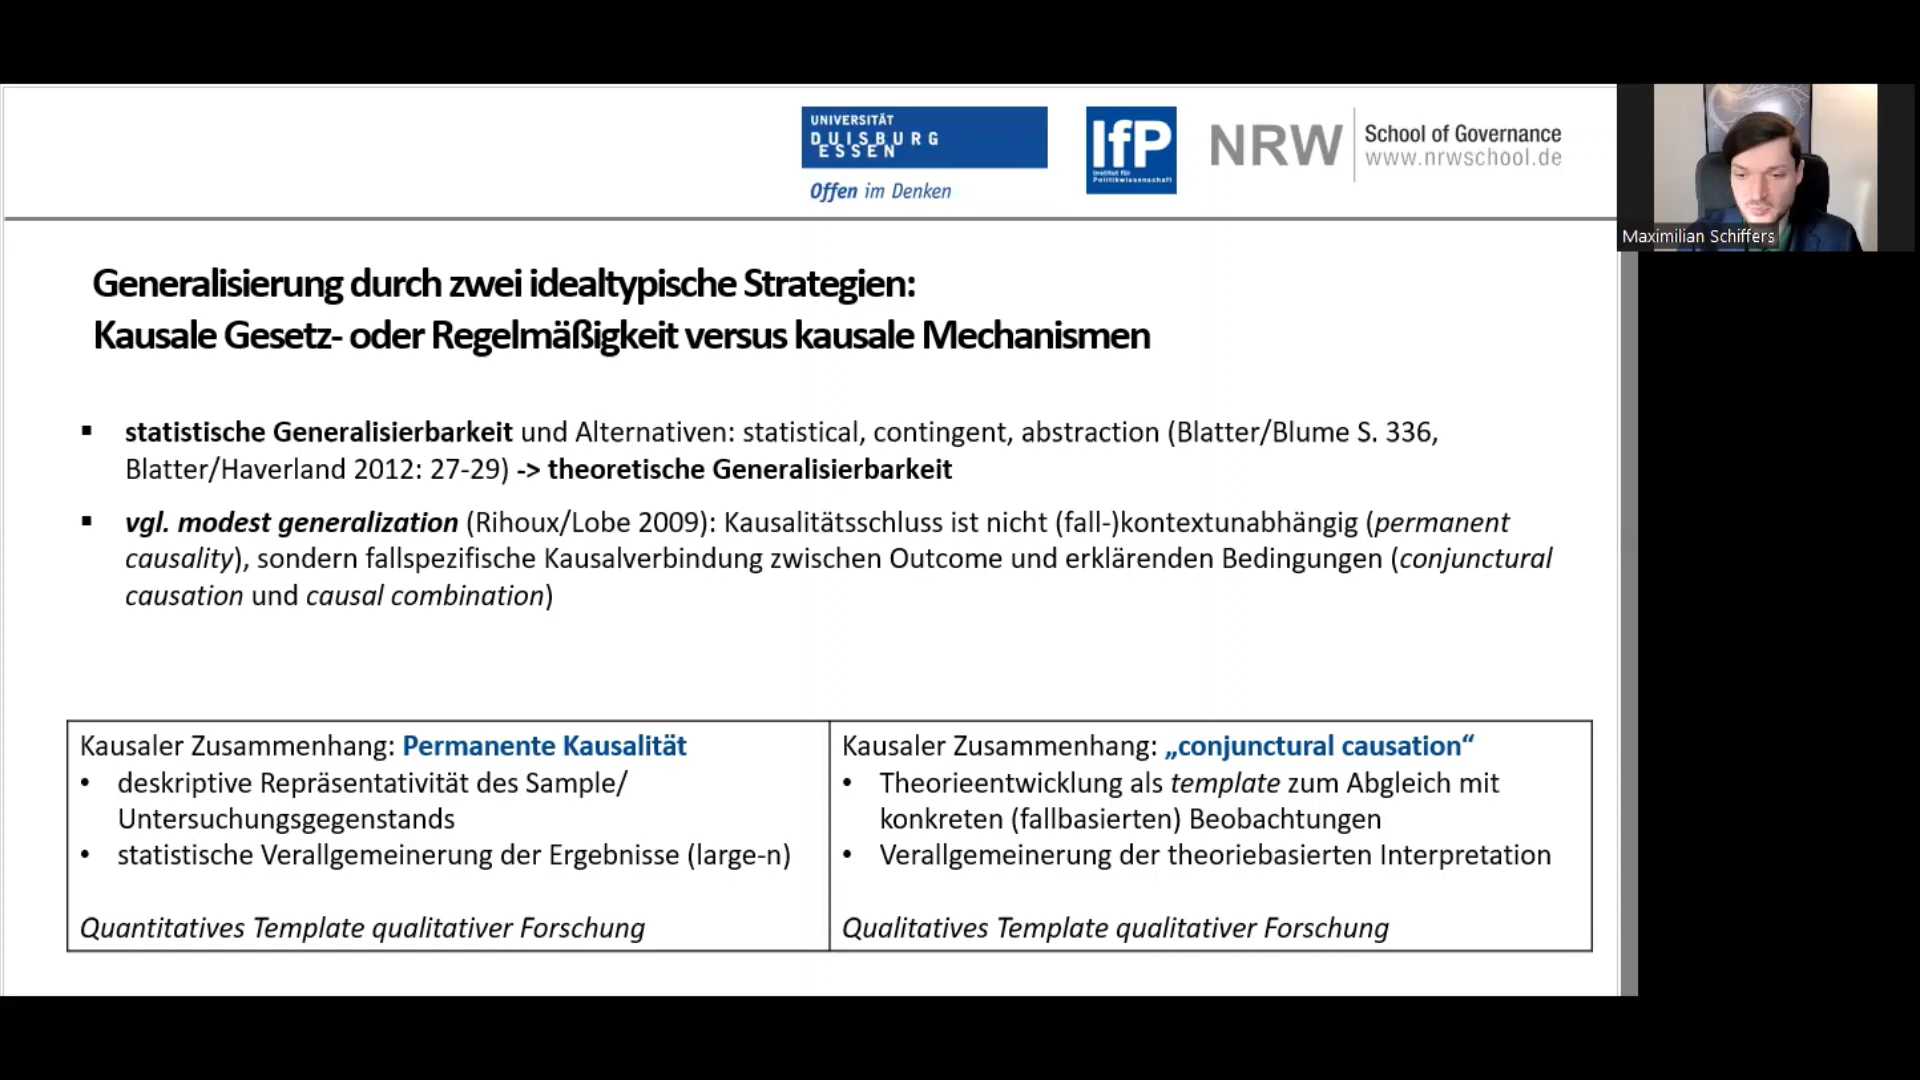 UNIVERSITÄT
DUISBURG
ESSEN
Offen im Denken
IfP
Institut für
Politikwissenschaft
NRW
School of Governance
www.nrwschool.de
Maximilian Schiffers
Generalisierung durch zwei idealtypische Strategien:
Kausale Gesetz- oder Regelmäßigkeit versus kausale Mechanismen
▪ statistische Generalisierbarkeit und Alternativen: statistical, contingent, abstraction (Blatter/Blume S. 336,
Blatter/Haverland 2012: 27-29) -> theoretische Generalisierbarkeit
▪ vgl. modest generalization (Rihoux/Lobe 2009): Kausalitätsschluss ist nicht (fall-)kontextunabhängig (permanent
causality), sondern fallspezifische Kausalverbindung zwischen Outcome und erklärenden Bedingungen (conjunctural
causation und causal combination)
Kausaler Zusammenhang: Permanente Kausalität
• deskriptive Repräsentativität des Sample/
Untersuchungsgegenstands
• statistische Verallgemeinerung der Ergebnisse (large-n)
Quantitatives Template qualitativer Forschung
Kausaler Zusammenhang: „conjunctural causation“
• Theorieentwicklung als template zum Abgleich mit
konkreten (fallbasierten) Beobachtungen
• Verallgemeinerung der theoriebasierten Interpretation
Qualitatives Template qualitativer Forschung